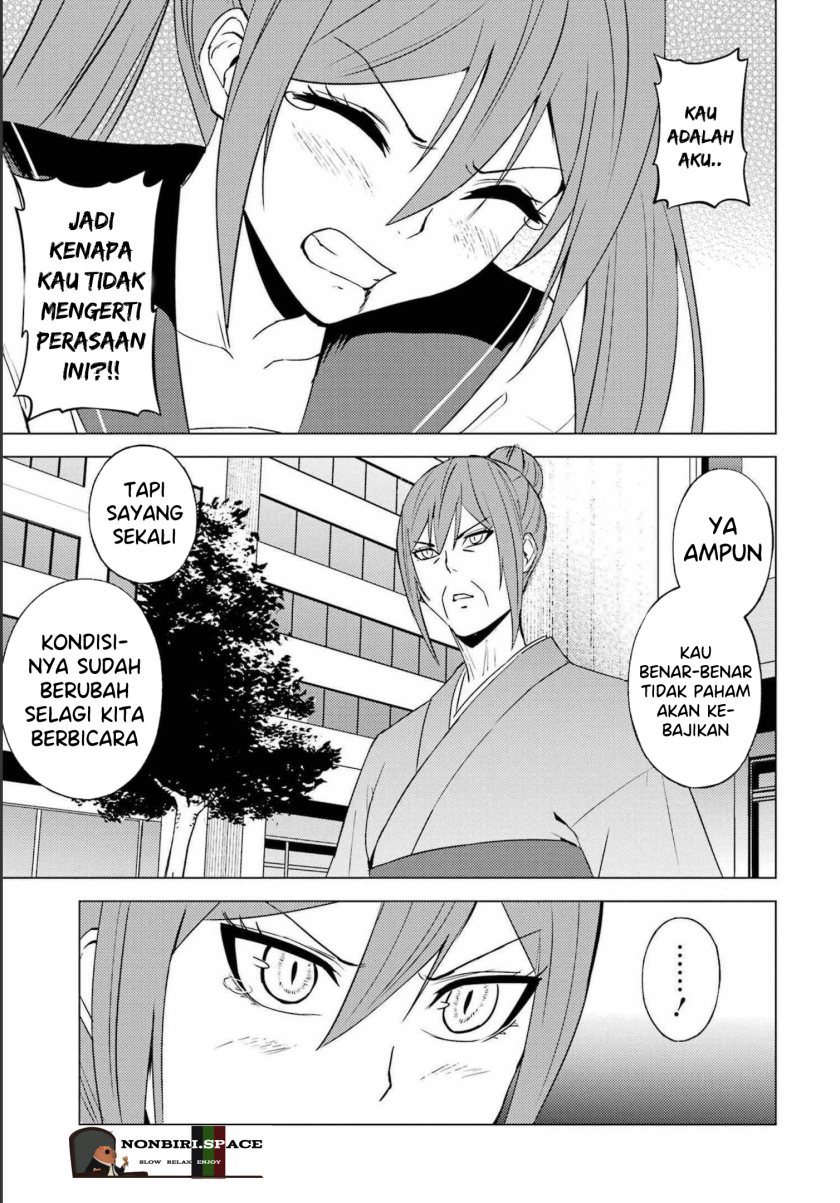 KAU
ADALAH
AKU..
JADI
KENAPA
KAU TIDAK
MENGERTI
PERASAAN
INI?!!
YA
AMPUN
KAU
BENAR-BENAR
TIDAK PAHAM
AKAN KE-
BAJIKAN
TAPI
SAYANG
SEKALI
KONDISI-
NYA SUDAH
BERUBAH
SELAGI KITA
BERBICARA
......!
NONBIRI.SPACE
SLOW RELAX ENJOY